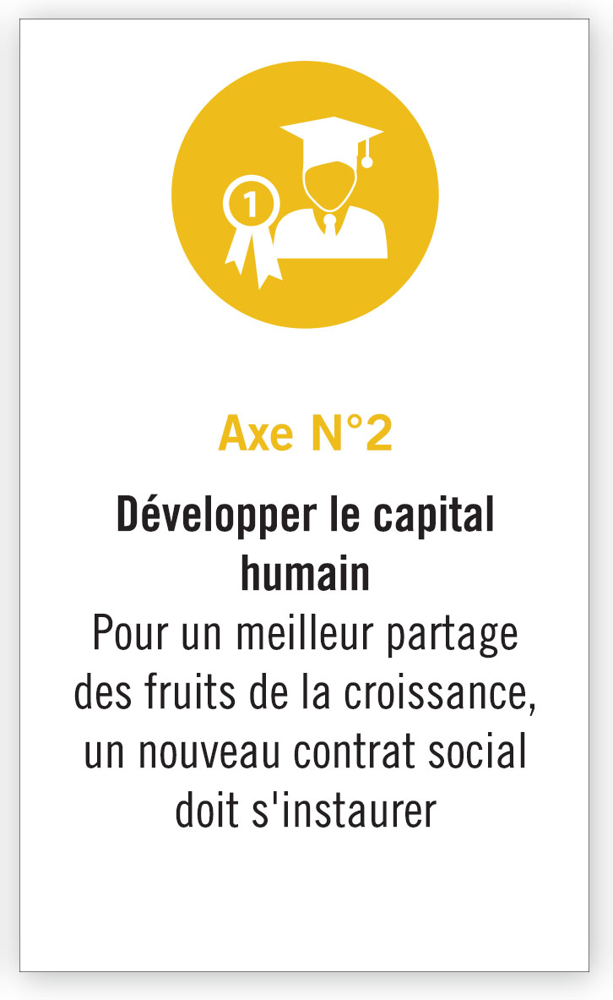 1
Axe N°2
Développer le capital
humain
Pour un meilleur partage
des fruits de la croissance,
un nouveau contrat social
doit s'instaurer